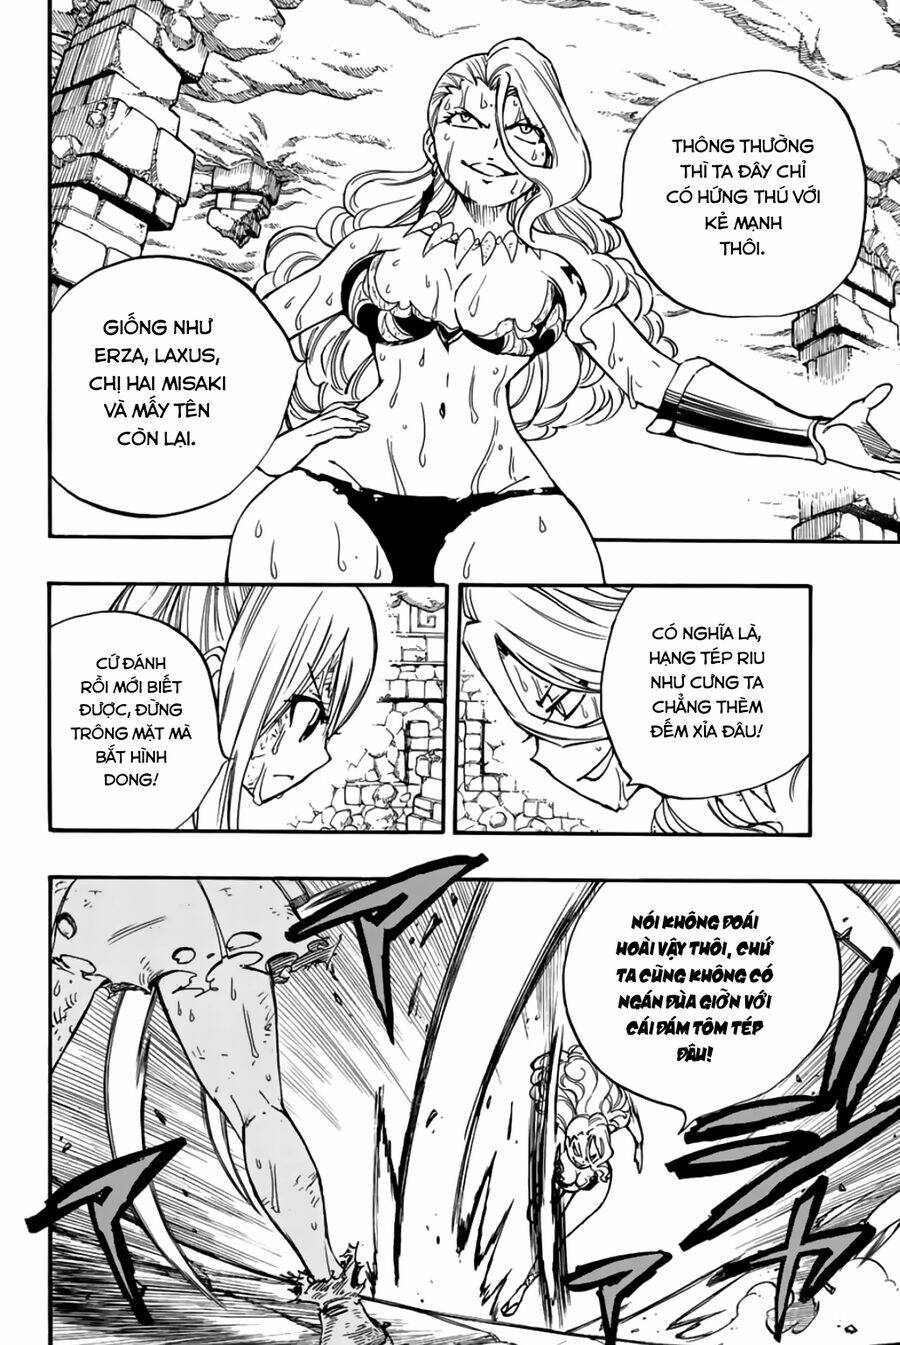 THÔNG THƯỜNG
THÌ TA ĐÂY CHỈ
CÓ HỨNG THÚ VỚI
KẺ MẠNH
THÔI.
GIỐNG NHƯ
ERZA, LAXUS,
CHỊ HAI MISAKI
VÀ MẤY TÊN
CÒN LẠI.
CÓ NGHĨA LÀ,
HẠNG TÉP RIU
NHƯ CƯNG TA
CHẲNG THÈM
ĐẾM XỈA ĐÂU!
CỨ ĐÁNH
RỒI MỚI BIẾT
ĐƯỢC, ĐỪNG
TRÔNG MẶT MÀ
BẮT HÌNH
DONG!
NÓI KHÔNG ĐOÁI
HOÀI VẬY THÔI, CHỨ
TA CŨNG KHÔNG CÓ
NGÁN ĐÙA GIỠN VỚI
CÁI ĐÁM TÔM TÉP
ĐÂU!